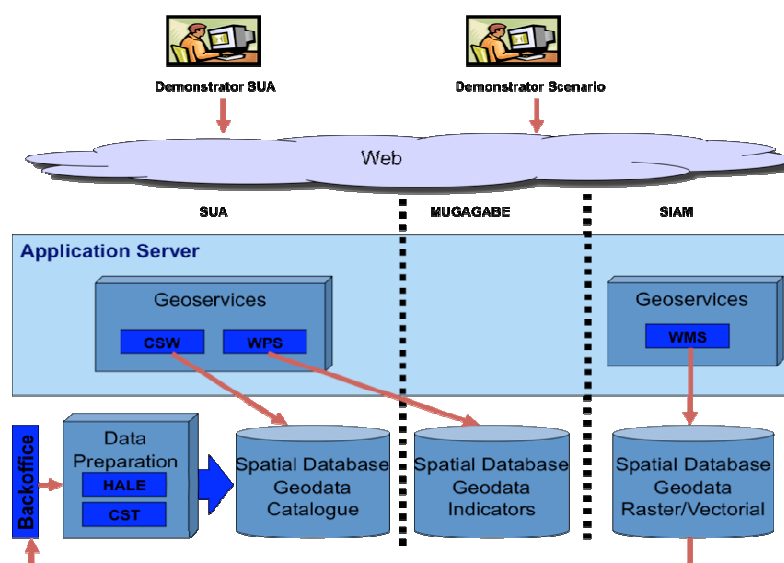 Demonstrator SUA
Demonstrator Scenario
Web
SUA
MUGAGABE
SIAM
Application Server
Geoservices
CSW
WPS
Geoservices
WMS
Backoffice
Data
Preparation
HALE
CST
Spatial Database
Geodata
Catalogue
Spatial Database
Geodata
Indicators
Spatial Database
Geodata
Raster/Vectorial